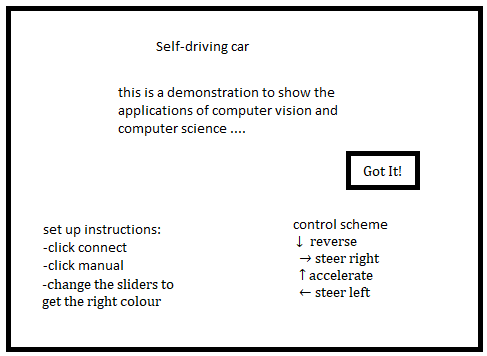 Self-driving car
this is a demonstration to show the
applications of computer vision and
computer science ....
Got It!
set up instructions:
-click connect
-click manual
-change the sliders to
get the right colour
control scheme
↓ reverse
→ steer right
↑ accelerate
← steer left